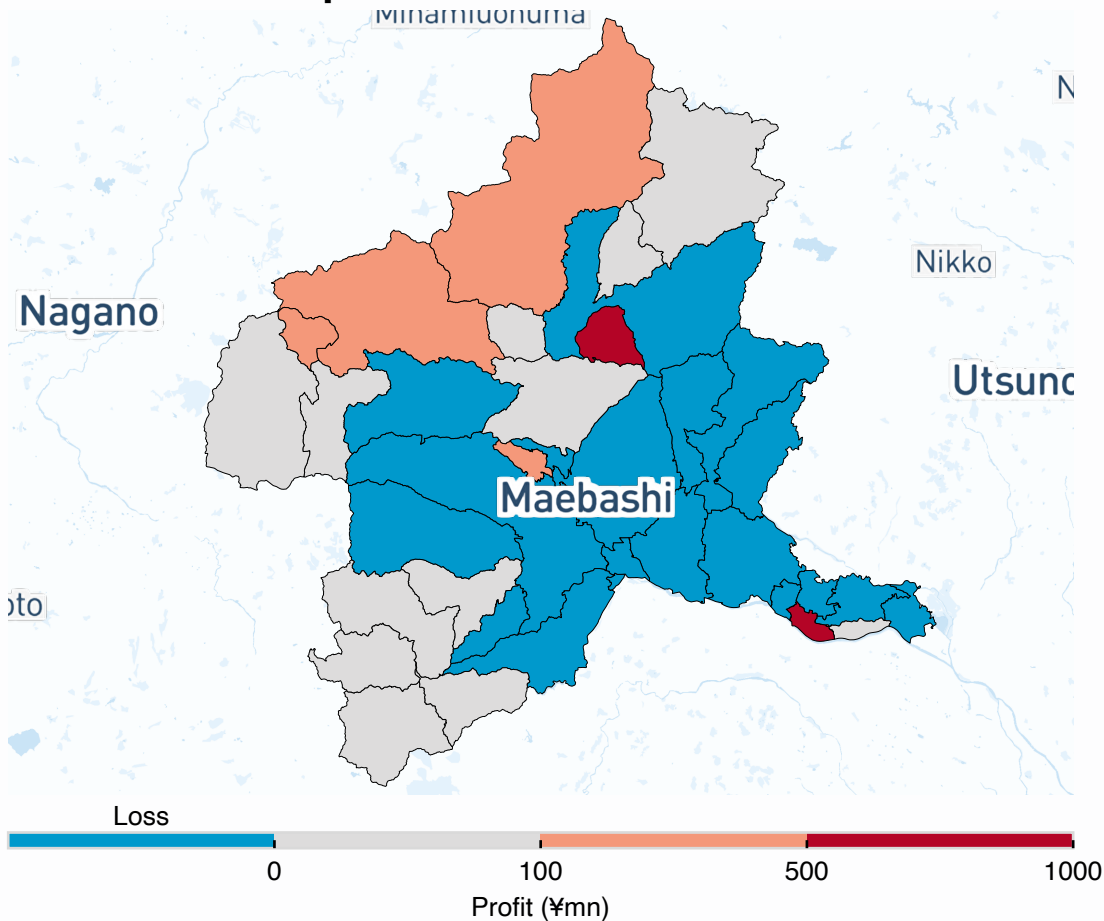 Minamiuonuma
N
Nikko
Nagano
Utsuno
Maebashi
oto
Loss
0
100
500
1000
Profit (¥mn)